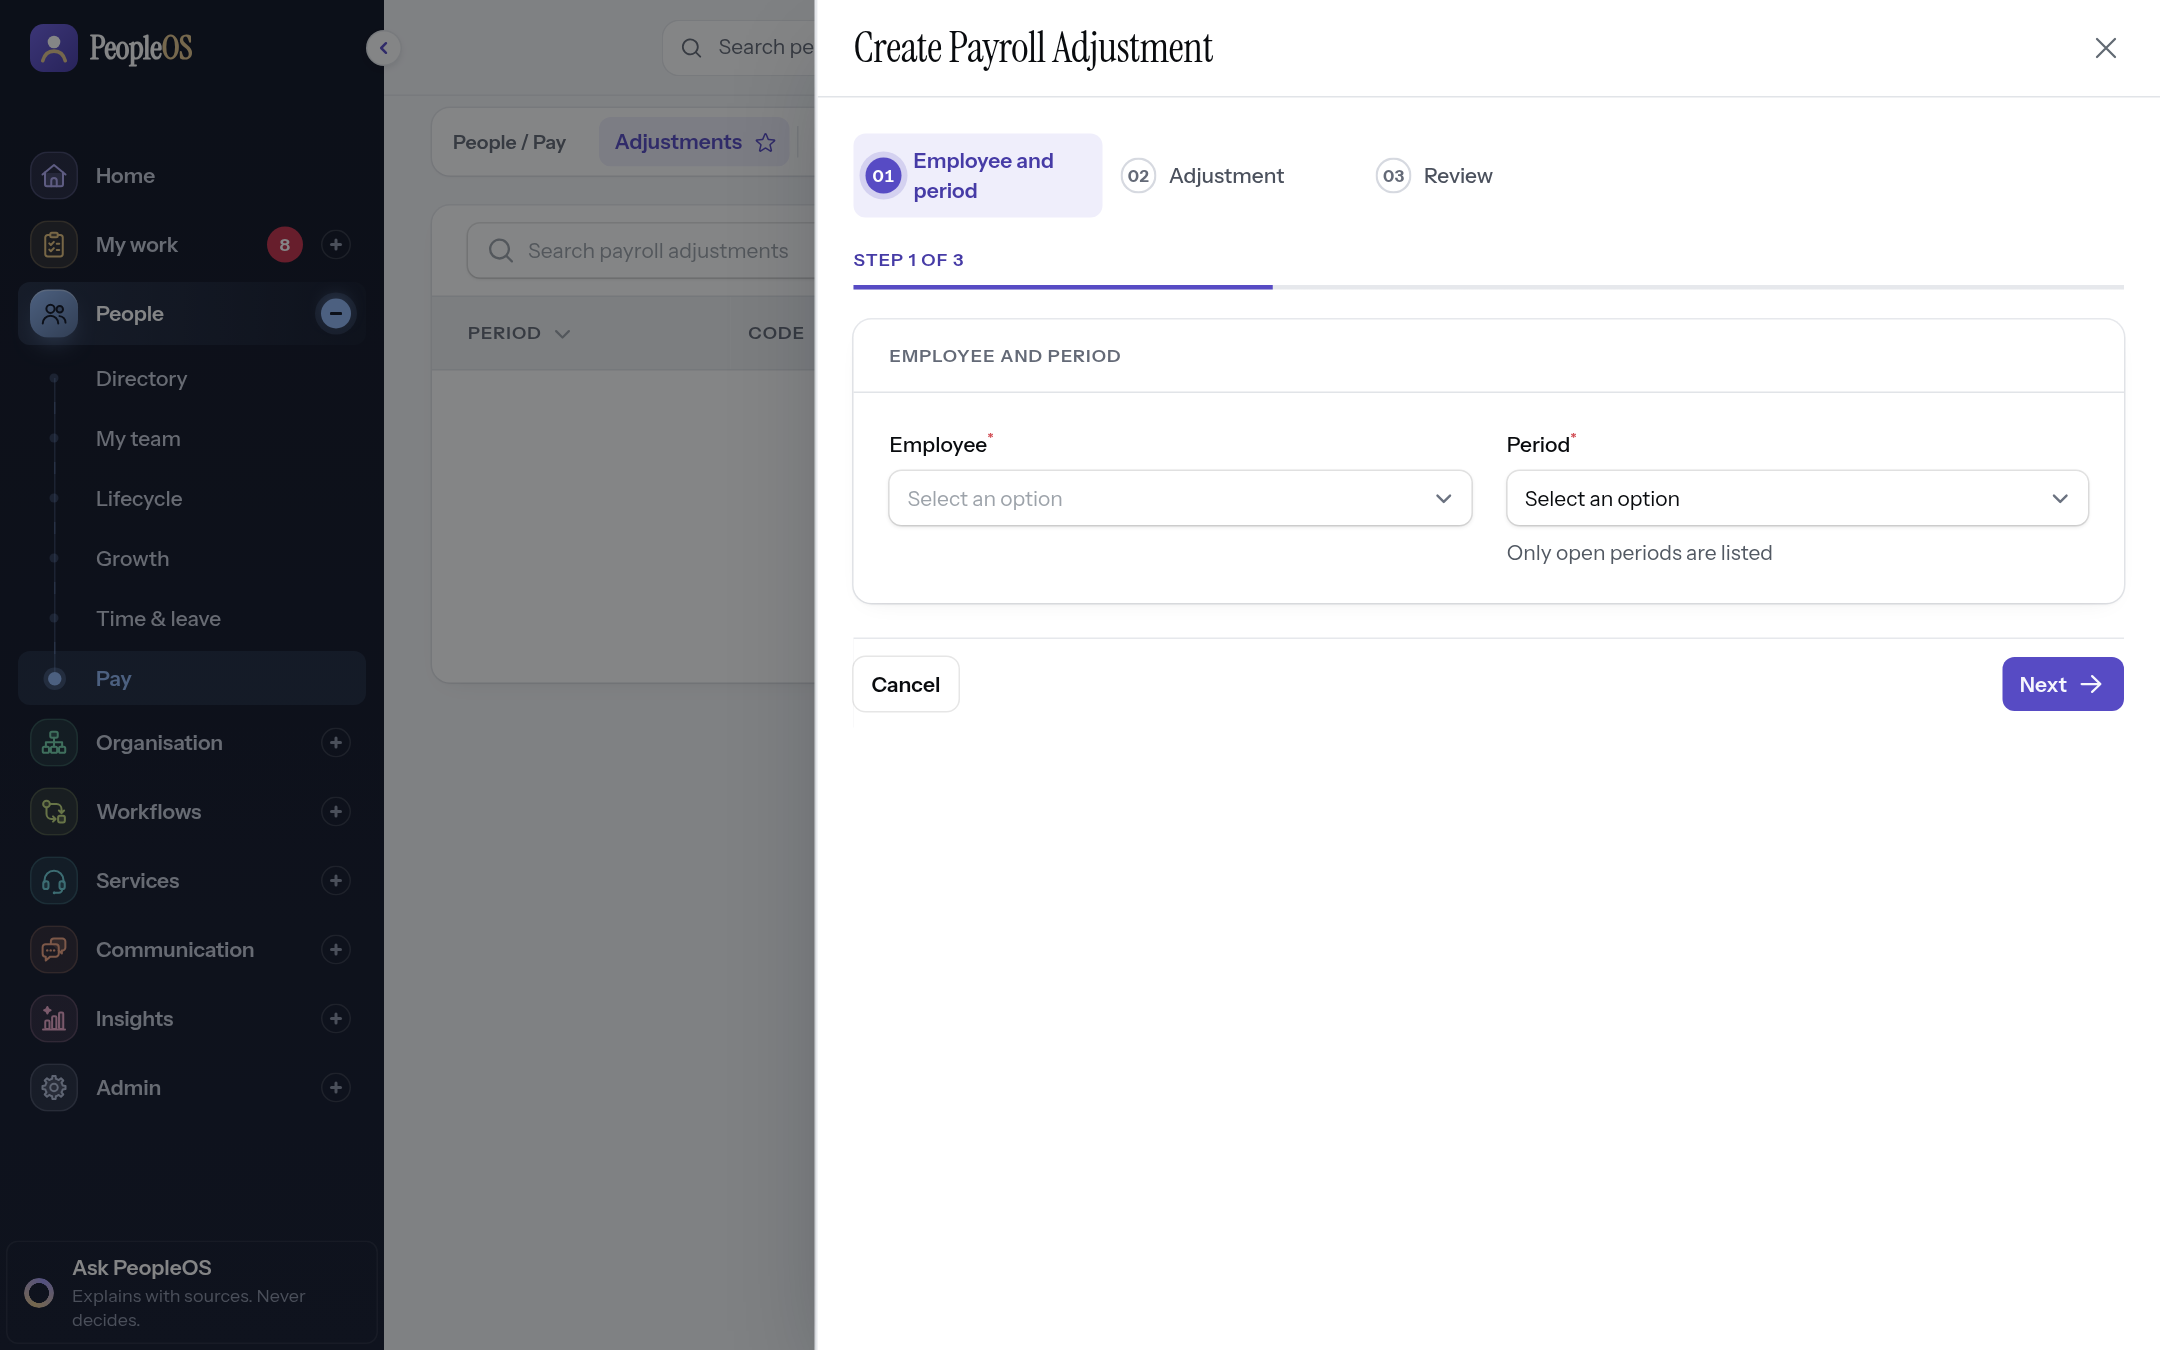 PeopleOS
Home
My work
8
People
Directory
My team
Lifecycle
Growth
Time & leave
Pay
Organisation
Workflows
Services
Communication
Insights
Admin
Ask PeopleOS
Explains with sources. Never
decides.
Search pe
People / Pay
Adjustments
Search payroll adjustments
PERIOD
CODE
Create Payroll Adjustment
01
Employee and
period
02
Adjustment
03
Review
STEP 1 OF 3
EMPLOYEE AND PERIOD
Employee*
Select an option
Period*
Select an option
Only open periods are listed
Cancel
Next